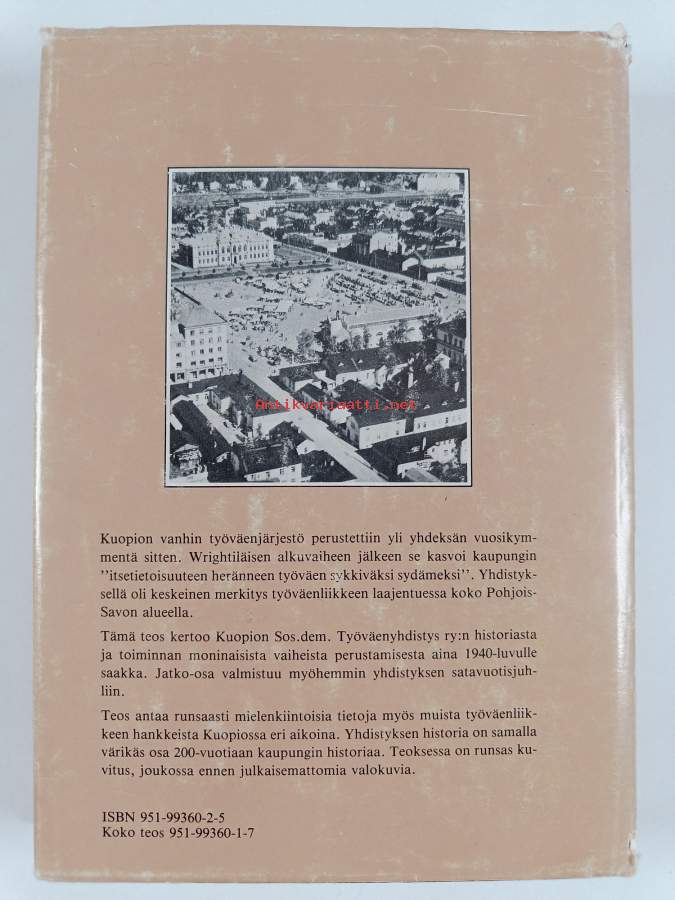 Antikvariaatti.net
Kuopion vanhin työväenjärjestö perustettiin yli yhdeksän vuosikym-
mentä sitten. Wrightiläisen alkuvaiheen jälkeen se kasvoi kaupungin
''itsetietoisuuteen heränneen työväen sykkiväksi sydämeksi''. Yhdistyk-
sellä oli keskeinen merkitys työväenliikkeen laajentuessa koko Pohjois-
Savon alueella.
Tämä teos kertoo Kuopion Sos.dem. Työväenyhdistys ry:n historiasta
ja toiminnan moninaisista vaiheista perustamisesta aina 1940-luvulle
saakka. Jatko-osa valmistuu myöhemmin yhdistyksen satavuotisjuh-
liin.
Teos antaa runsaasti mielenkiintoisia tietoja myös muista työväenliik-
keen hankkeista Kuopiossa eri aikoina. Yhdistyksen historia on samalla
värikäs osa 200-vuotiaan kaupungin historiaa. Teoksessa on runsas ku-
vitus, joukossa ennen julkaisemattomia valokuvia.
ISBN 951-99360-2-5
Koko teos 951-99360-1-7